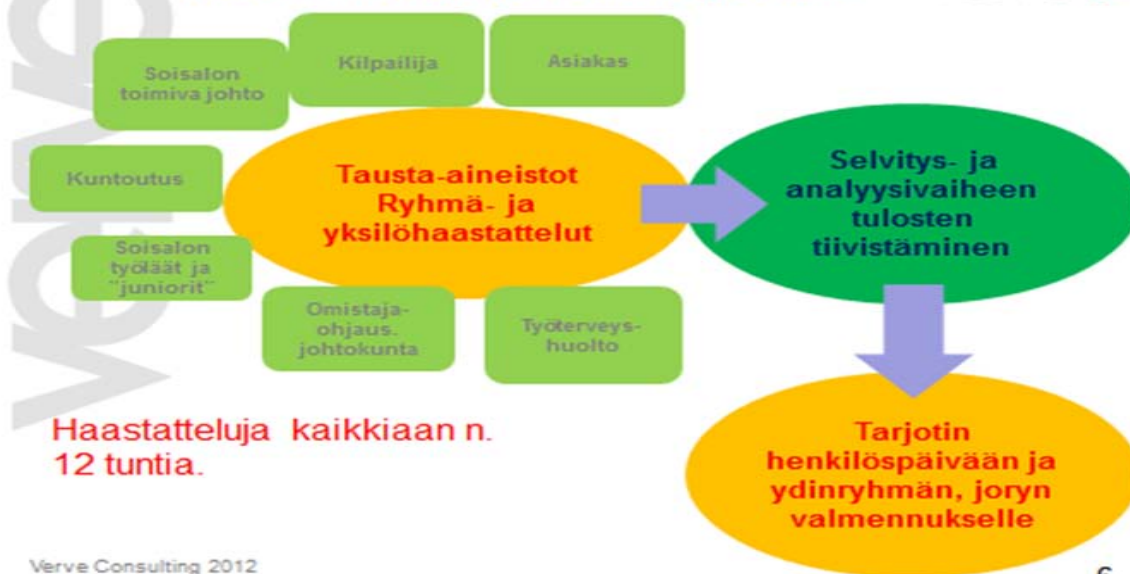 verve
Kilpailija
Asiakas
Soisalon
toimiva johto
Kuntoutus
Soisalon
työläät ja
"juniorit"
Omistaja-
ohjaus.
johtokunta
Työterveys-
huolto
Tausta-aineistot
Ryhmä- ja
yksilöhaastattelut
Selvitys- ja
analyysivaiheen
tulosten
tiivistäminen
Tarjotin
henkilöspäivään ja
ydinryhmän, joryn
valmennukselle
Haastatteluja kaikkiaan n.
12 tuntia.
Verve Consulting 2012